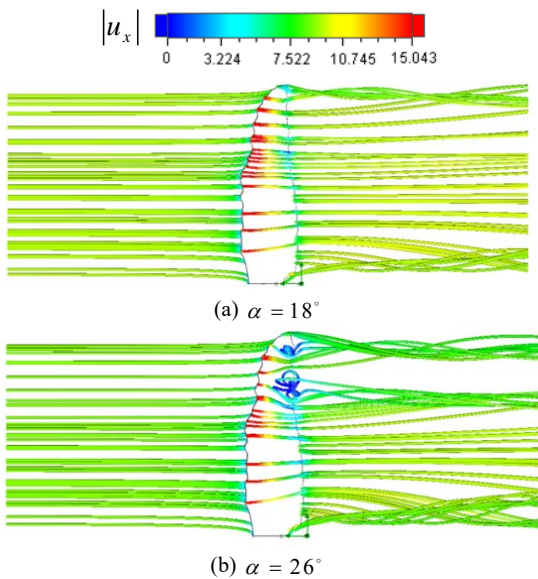 |u_x|
0 3.224 7.522 10.745 15.043
(a) α = 18°
(b) α = 26°